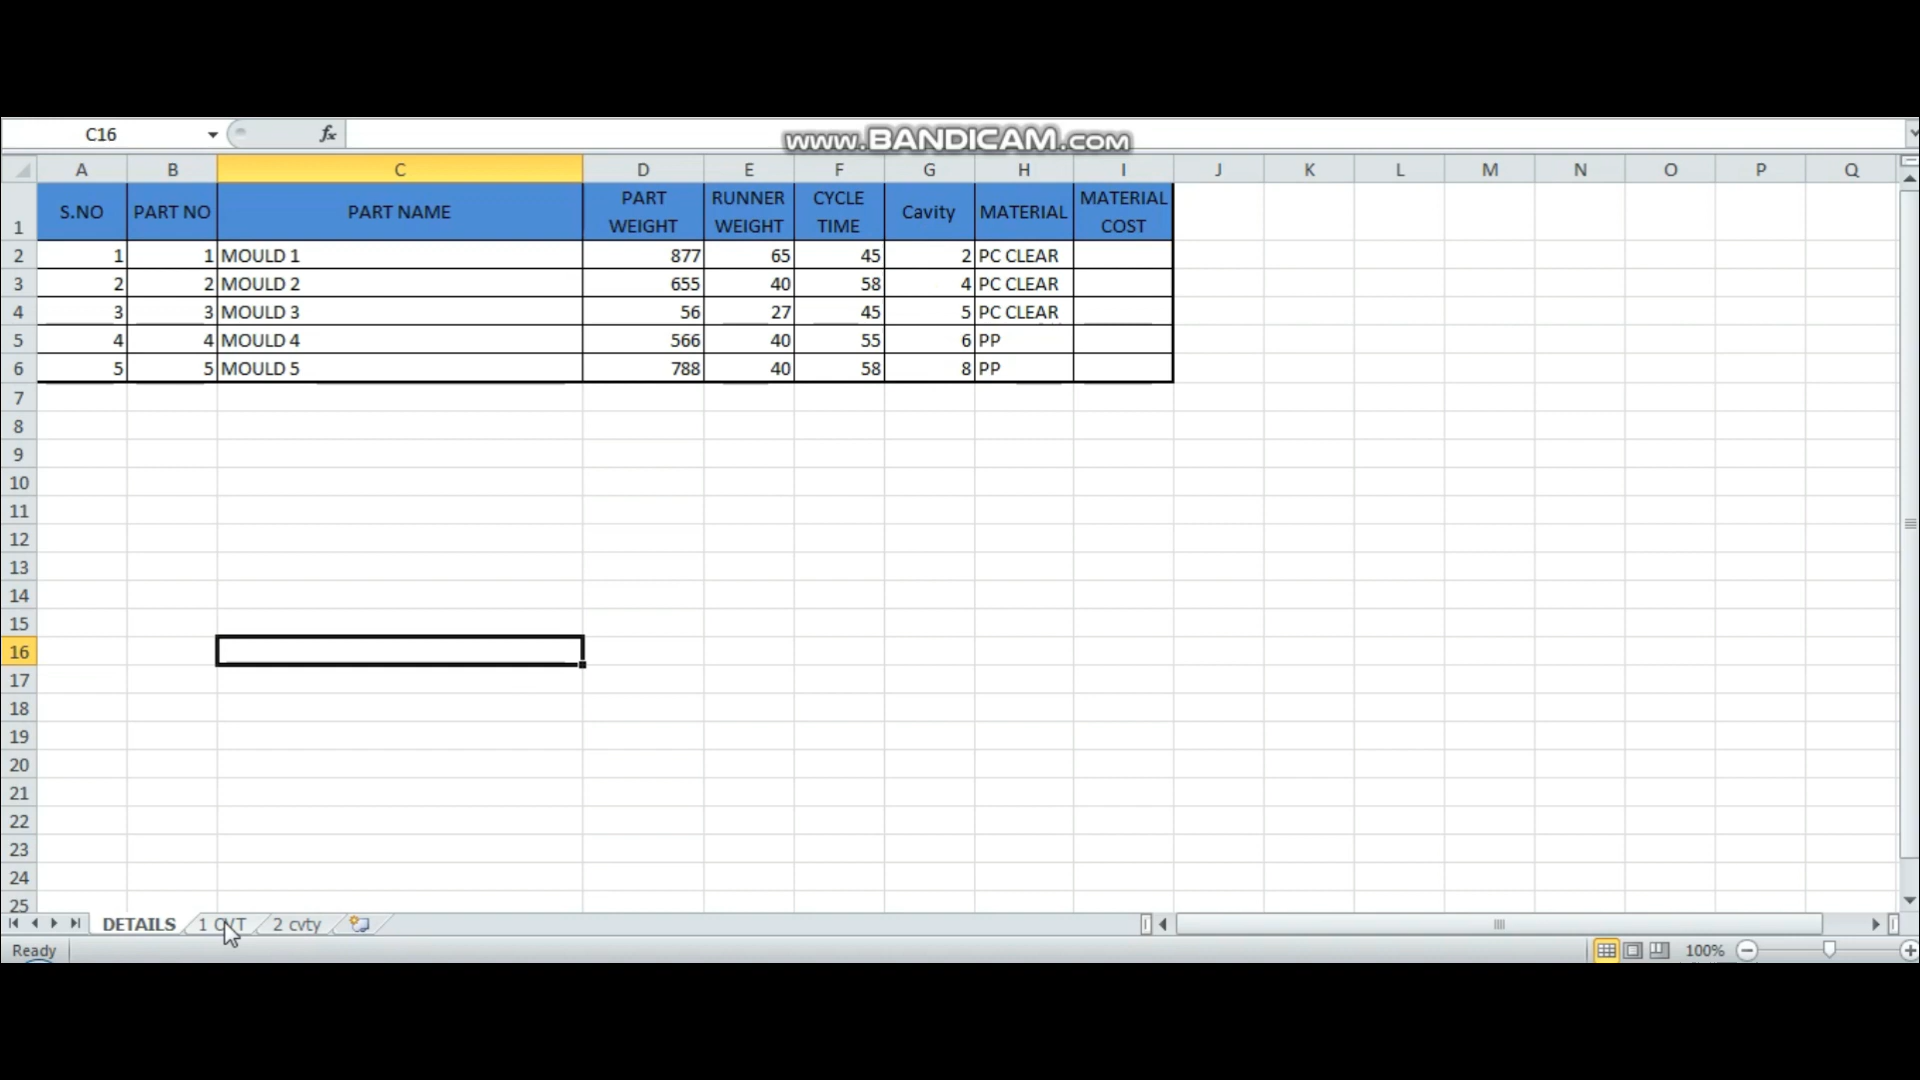 C16 fx www.BANDICAM.com
A B C D E F G H I J K L M N O P Q
1 S.NO PART NO PART NAME PART WEIGHT RUNNER WEIGHT CYCLE TIME Cavity MATERIAL MATERIAL COST
2 1 1 MOULD 1 877 65 45 2 PC CLEAR
3 2 2 MOULD 2 655 40 58 4 PC CLEAR
4 3 3 MOULD 3 56 27 45 5 PC CLEAR
5 4 4 MOULD 4 566 40 55 6 PP
6 5 5 MOULD 5 788 40 58 8 PP
7
8
9
10
11
12
13
14
15
16
17
18
19
20
21
22
23
24
25
DETAILS 1 CVT 2 cvty
Ready 100%